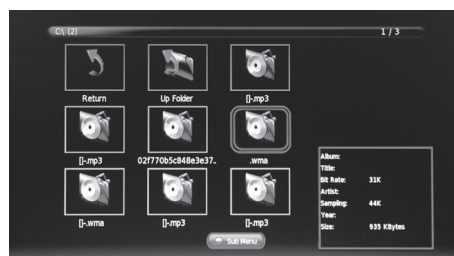 C:\ (2)
1 / 3
Return
Up Folder
[]-.mp3
[]-.mp3
02f770b5c848e3e37..
.wma
[]-.wma
[]-.mp3
[]-.mp3
Album:
Title:
Bit Rate: 31K
Artist:
Sampling: 44K
Year:
Size: 935 KBytes
Sub Menu